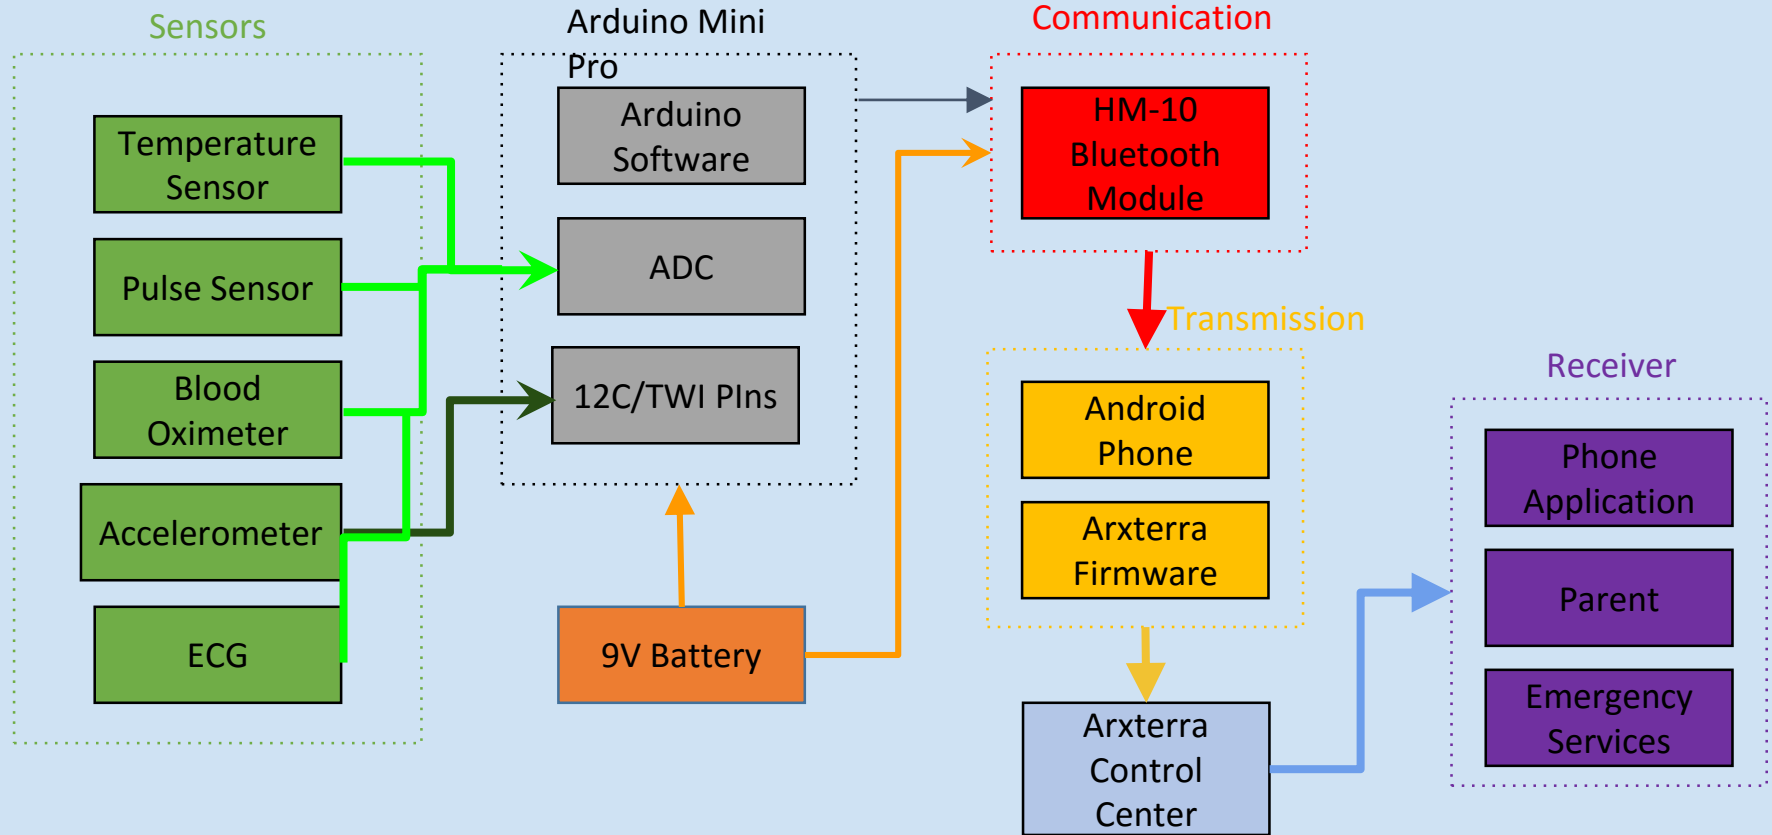 Sensors
Temperature
Sensor
Pulse Sensor
Blood
Oximeter
Accelerometer
ECG
Arduino Mini
Pro
Arduino
Software
ADC
12C/TWI PIns
9V Battery
Communication
HM-10
Bluetooth
Module
Transmission
Android
Phone
Arxterra
Firmware
Arxterra
Control
Center
Receiver
Phone
Application
Parent
Emergency
Services